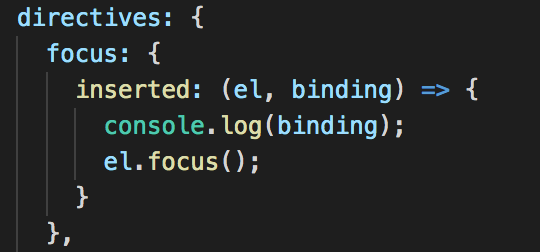 directives: {
focus: {
inserted: (el, binding) => {
console.log(binding);
el.focus();
}
},